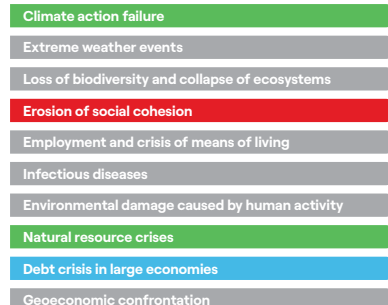 Climate action failure
Extreme weather events
Loss of biodiversity and collapse of ecosystems
Erosion of social cohesion
Employment and crisis of means of living
Infectious diseases
Environmental damage caused by human activity
Natural resource crises
Debt crisis in large economies
Geoeconomic confrontation